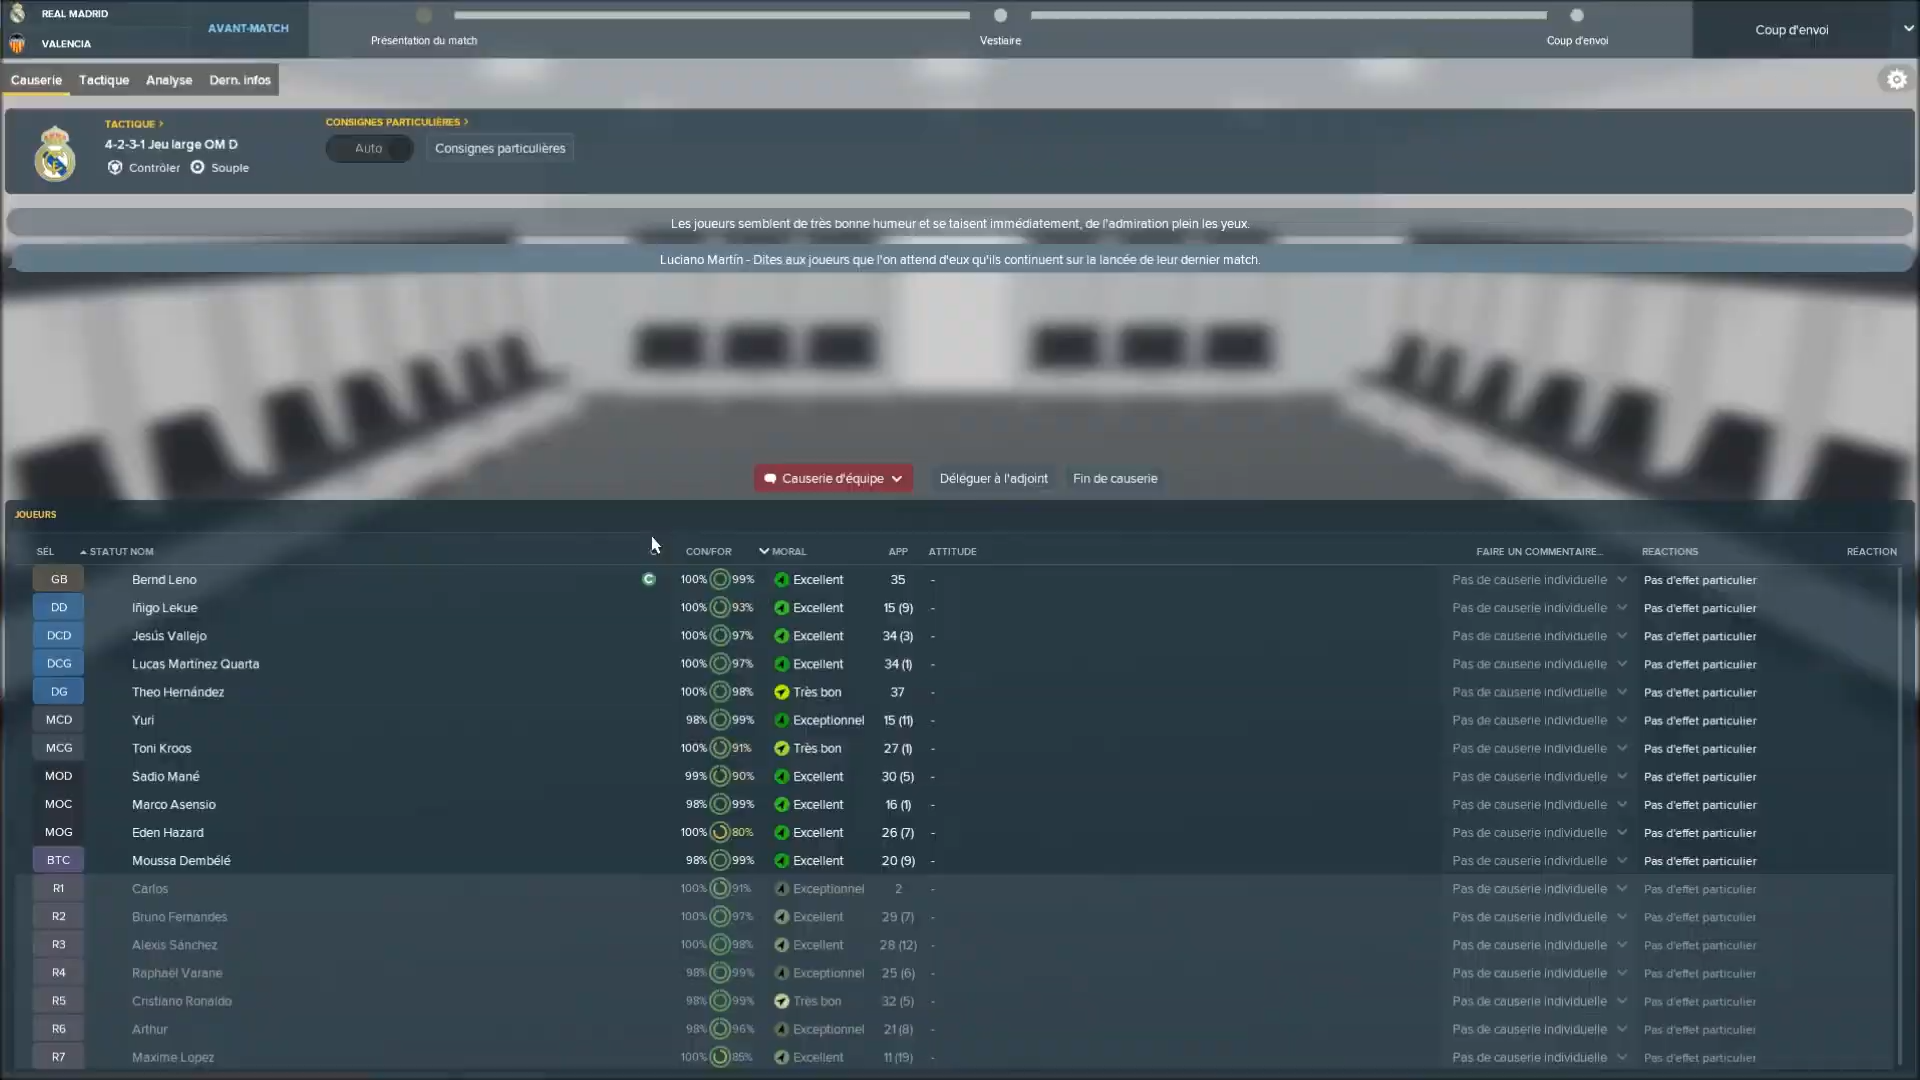 REAL MADRID
VALENCIA
AVANT-MATCH
Présentation du match
Vestiaire
Coup d'envoi
Coup d'envoi
Causerie Tactique Analyse Dern. infos
TACTIQUE >
4-2-3-1 Jeu large OM D
Contrôler Souple
CONSIGNES PARTICULIÈRES >
Auto Consignes particulières
Les joueurs semblent de très bonne humeur et se taisent immédiatement, de l'admiration plein les yeux.
Luciano Martín - Dites aux joueurs que l'on attend d'eux qu'ils continuent sur la lancée de leur dernier match.
Causerie d'équipe Déléguer à l'adjoint Fin de causerie
JOUEURS
SÉL STATUT NOM CON/FOR MORAL APP ATTITUDE FAIRE UN COMMENTAIRE... REACTIONS RÉACTION
GB Bernd Leno C 100% 99% Excellent 35 - Pas de causerie individuelle Pas d'effet particulier
DD Iñigo Lekue 100% 93% Excellent 15 (9) - Pas de causerie individuelle Pas d'effet particulier
DCD Jesús Vallejo 100% 97% Excellent 34 (3) - Pas de causerie individuelle Pas d'effet particulier
DCG Lucas Martínez Quarta 100% 97% Excellent 34 (1) - Pas de causerie individuelle Pas d'effet particulier
DG Theo Hernández 100% 98% Très bon 37 - Pas de causerie individuelle Pas d'effet particulier
MCD Yuri 98% 99% Exceptionnel 15 (11) - Pas de causerie individuelle Pas d'effet particulier
MCG Toni Kroos 100% 91% Très bon 27 (1) - Pas de causerie individuelle Pas d'effet particulier
MOD Sadio Mané 99% 90% Excellent 30 (5) - Pas de causerie individuelle Pas d'effet particulier
MOC Marco Asensio 98% 99% Excellent 16 (1) - Pas de causerie individuelle Pas d'effet particulier
MOG Eden Hazard 100% 80% Excellent 26 (7) - Pas de causerie individuelle Pas d'effet particulier
BTC Moussa Dembélé 98% 99% Excellent 20 (9) - Pas de causerie individuelle Pas d'effet particulier
R1 Carlos 100% 91% Exceptionnel 2 - Pas de causerie individuelle Pas d'effet particulier
R2 Bruno Fernandes 100% 97% Excellent 29 (7) - Pas de causerie individuelle Pas d'effet particulier
R3 Alexis Sánchez 100% 98% Excellent 28 (12) - Pas de causerie individuelle Pas d'effet particulier
R4 Raphaël Varane 98% 99% Exceptionnel 25 (6) - Pas de causerie individuelle Pas d'effet particulier
R5 Cristiano Ronaldo 98% 99% Très bon 32 (5) - Pas de causerie individuelle Pas d'effet particulier
R6 Arthur 98% 96% Exceptionnel 21 (8) - Pas de causerie individuelle Pas d'effet particulier
R7 Maxime Lopez 100% 85% Excellent 11 (19) - Pas de causerie individuelle Pas d'effet particulier